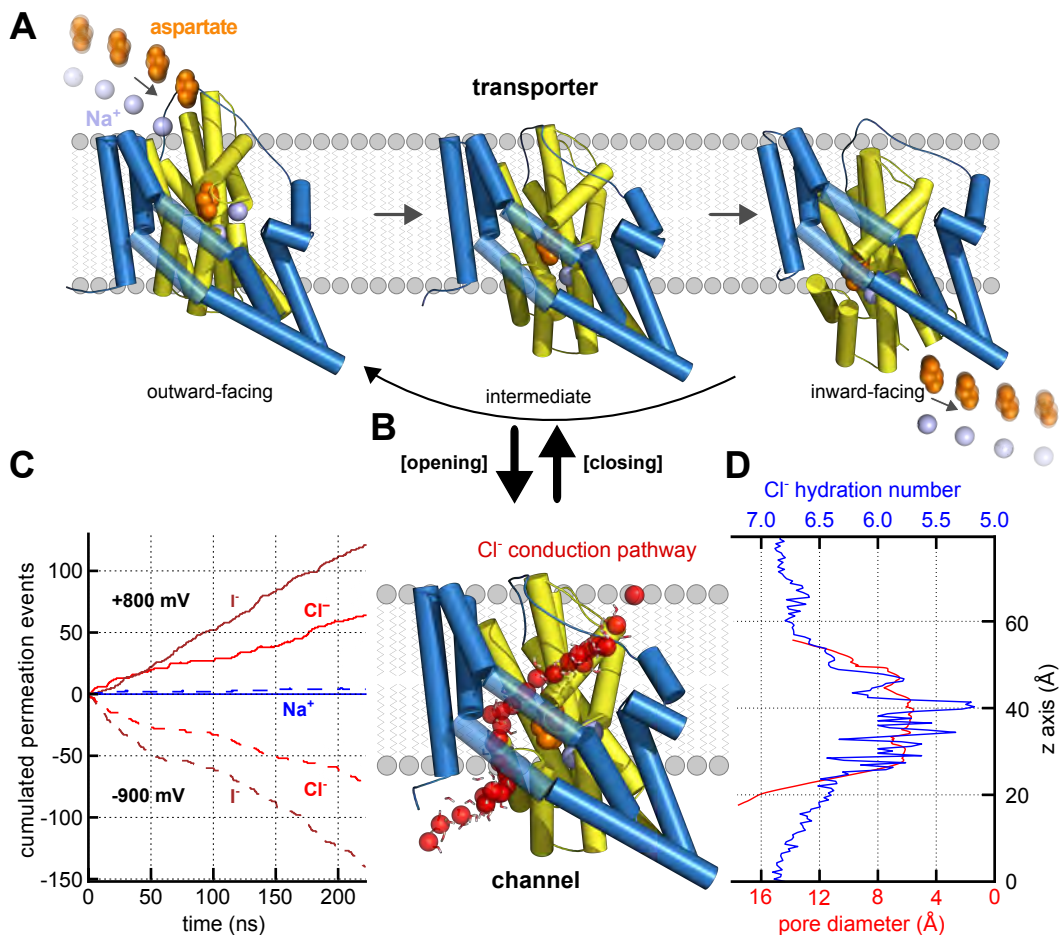 A
aspartate
Na⁺
transporter
outward-facing
intermediate
inward-facing
B
[opening]
[closing]
C
cumulated permeation events
100
50
0
-50
-100
-150
+800 mV
I⁻
Cl⁻
Na⁺
-900 mV
I⁻
Cl⁻
0 50 100 150 200
time (ns)
Cl⁻ conduction pathway
channel
D
Cl⁻ hydration number
7.0 6.5 6.0 5.5 5.0
60
40
20
0
z axis (Å)
16 12 8 4 0
pore diameter (Å)